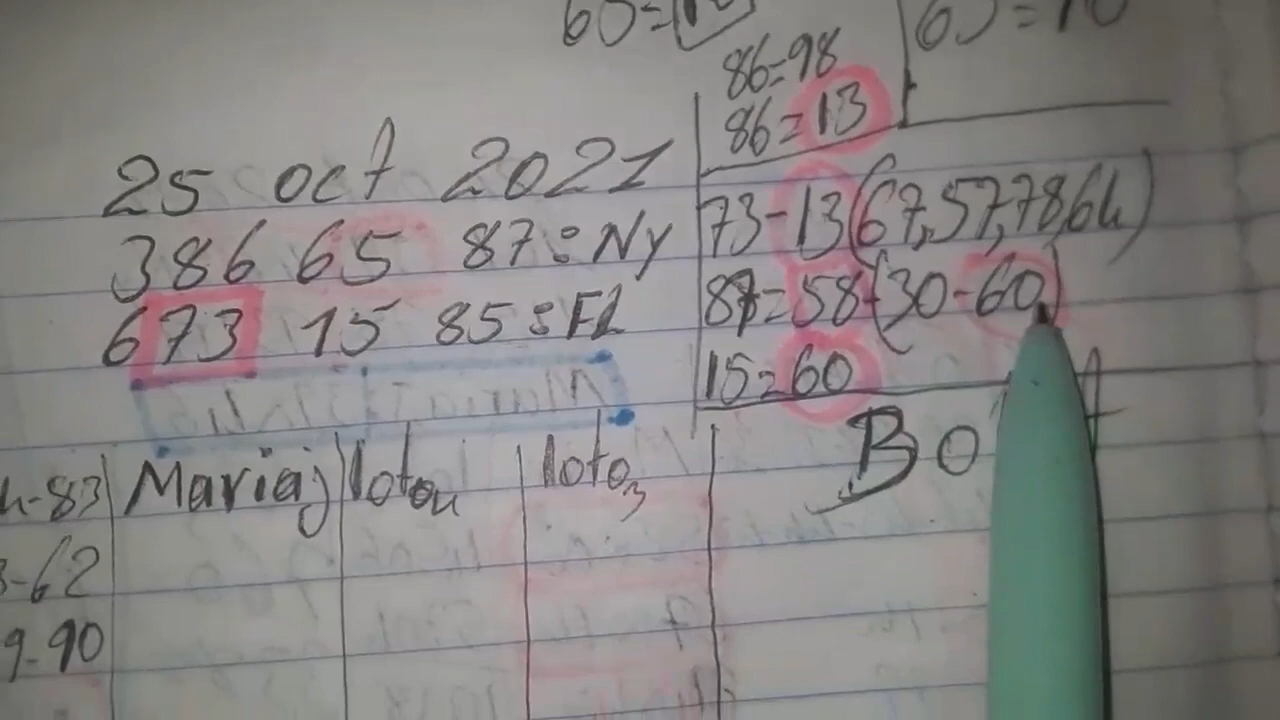 86=98
86=13
25 oct 2021
386 65 87:NY
673 15 85:FL
73-13(67,57,78,64)
87=58-(30-60)
15=60
Mariaj
loto4
loto3
-83
-62
9-90